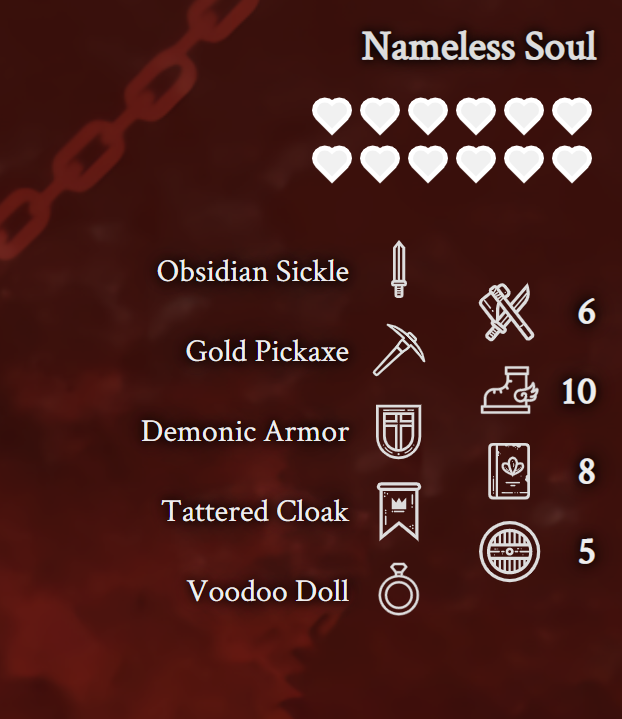 Nameless Soul
Obsidian Sickle
6
Gold Pickaxe
10
Demonic Armor
8
Tattered Cloak
5
Voodoo Doll